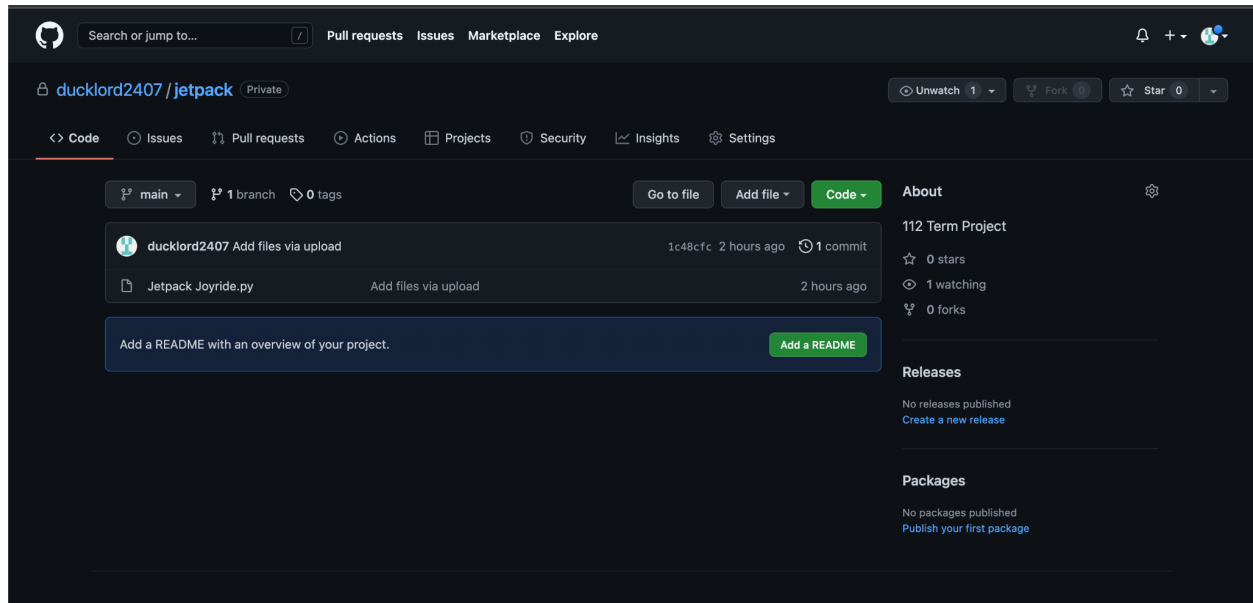 Search or jump to... / Pull requests Issues Marketplace Explore
ducklord2407 / jetpack Private Unwatch 1 Fork 0 Star 0
<> Code Issues Pull requests Actions Projects Security Insights Settings
main 1 branch 0 tags Go to file Add file Code
ducklord2407 Add files via upload 1c48cfc 2 hours ago 1 commit
Jetpack Joyride.py Add files via upload 2 hours ago
Add a README with an overview of your project. Add a README
About
112 Term Project
0 stars
1 watching
0 forks
Releases
No releases published
Create a new release
Packages
No packages published
Publish your first package